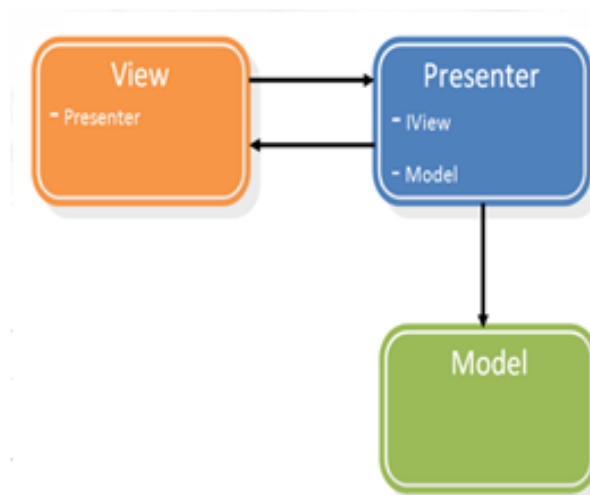 View
- Presenter
Presenter
- IView
- Model
Model